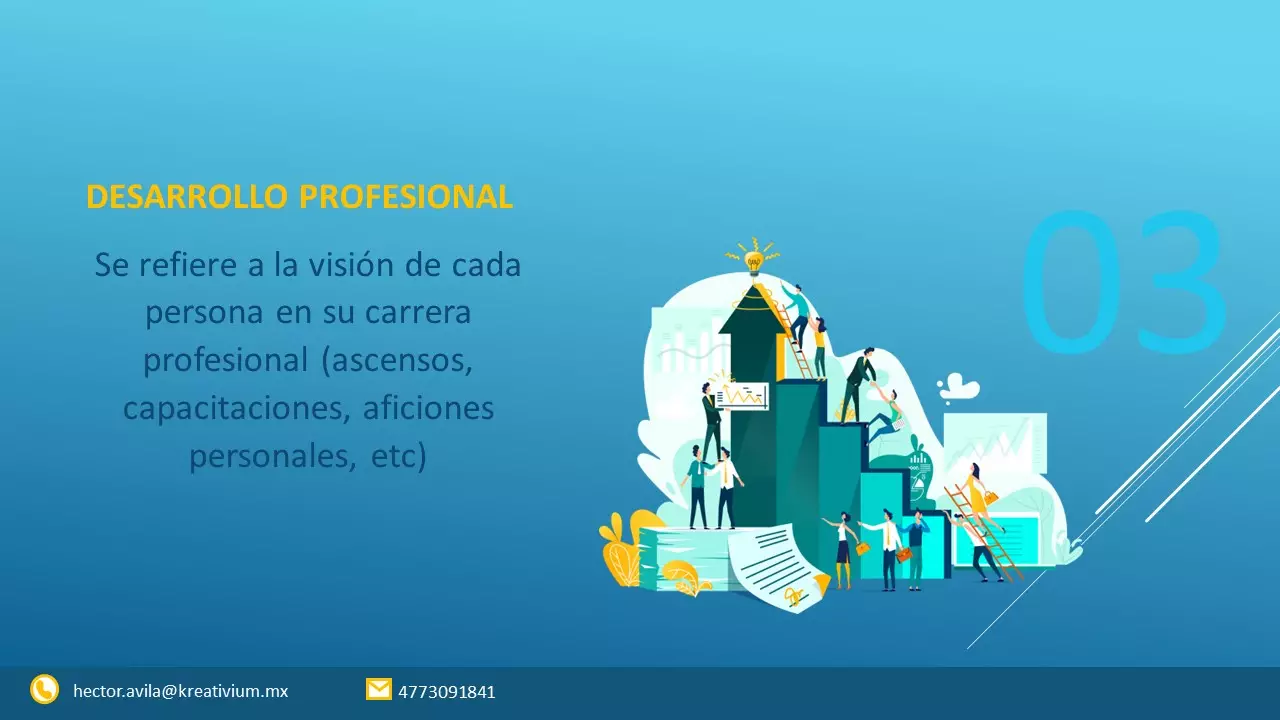 DESARROLLO PROFESIONAL
Se refiere a la visión de cada
persona en su carrera
profesional (ascensos,
capacitaciones, aficiones
personales, etc)
03
hector.avila@kreativium.mx
4773091841